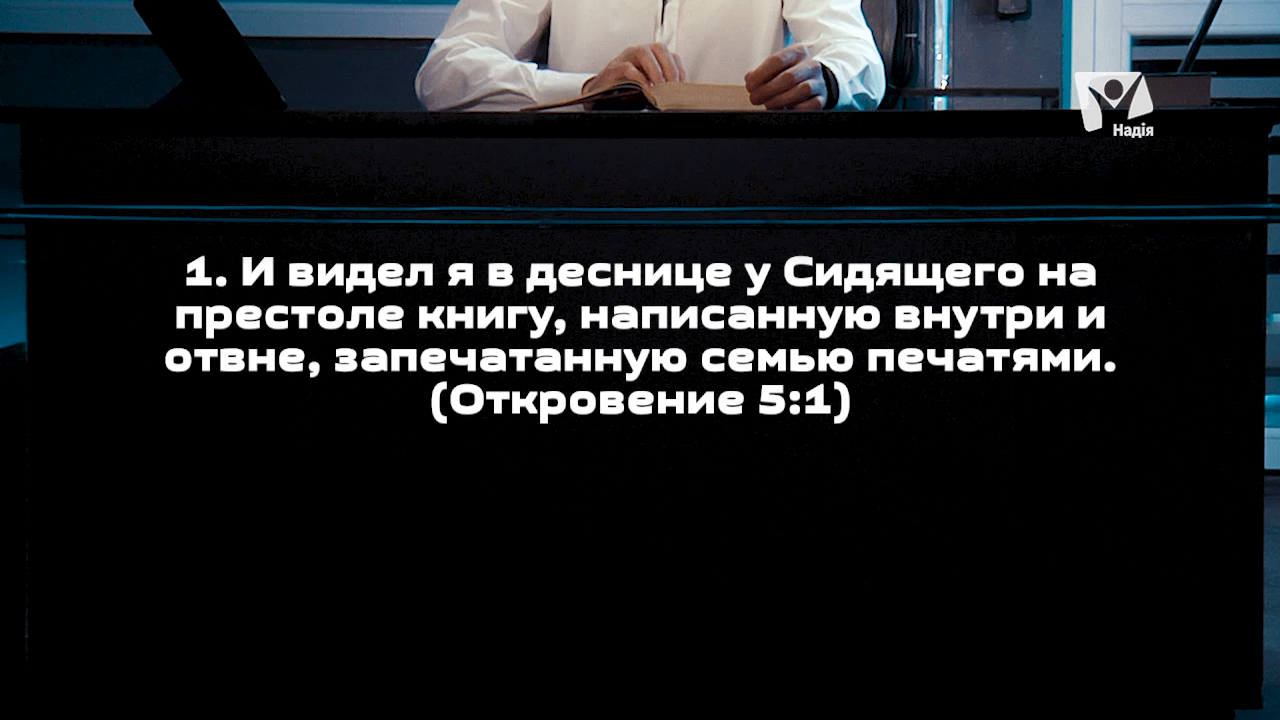 Надія
1. И видел я в деснице у Сидящего на
престоле книгу, написанную внутри и
отвне, запечатанную семью печатями.
(Откровение 5:1)